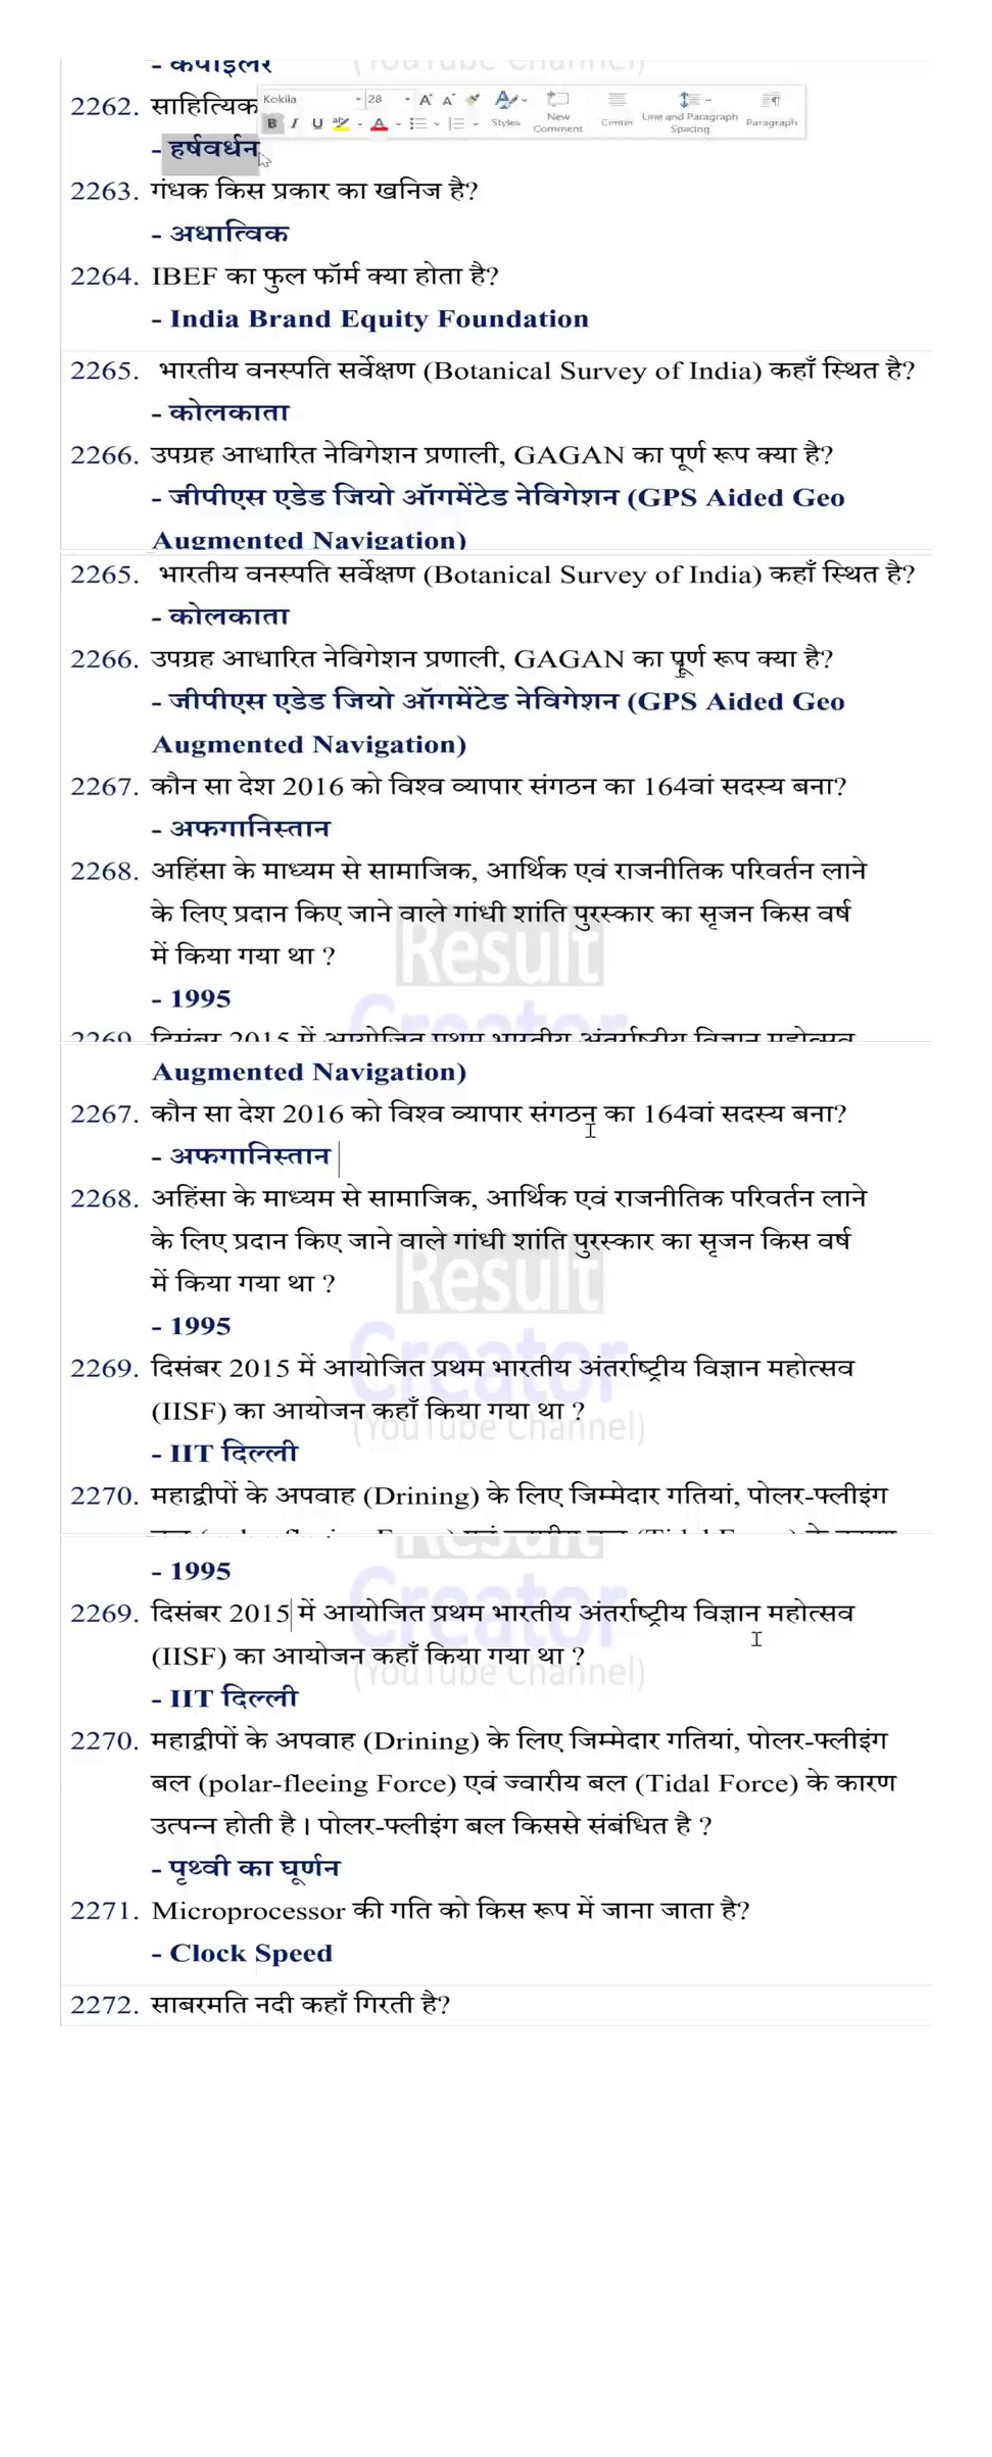 - कंपाइलर
(YouTube Channel)
2262. साहित्यिक
Kokila 28
B I U Styles New Comment Center Line and Paragraph Spacing Paragraph
- हर्षवर्धन
2263. गंधक किस प्रकार का खनिज है?
- अधात्विक
2264. IBEF का फुल फॉर्म क्या होता है?
- India Brand Equity Foundation
2265. भारतीय वनस्पति सर्वेक्षण (Botanical Survey of India) कहाँ स्थित है?
- कोलकाता
2266. उपग्रह आधारित नेविगेशन प्रणाली, GAGAN का पूर्ण रूप क्या है?
- जीपीएस एडेड जियो ऑगमेंटेड नेविगेशन (GPS Aided Geo
Augmented Navigation)
2265. भारतीय वनस्पति सर्वेक्षण (Botanical Survey of India) कहाँ स्थित है?
- कोलकाता
2266. उपग्रह आधारित नेविगेशन प्रणाली, GAGAN का पूर्ण रूप क्या है?
- जीपीएस एडेड जियो ऑगमेंटेड नेविगेशन (GPS Aided Geo
Augmented Navigation)
2267. कौन सा देश 2016 को विश्व व्यापार संगठन का 164वां सदस्य बना?
- अफगानिस्तान
2268. अहिंसा के माध्यम से सामाजिक, आर्थिक एवं राजनीतिक परिवर्तन लाने
के लिए प्रदान किए जाने वाले गांधी शांति पुरस्कार का सृजन किस वर्ष
में किया गया था ?
Result
- 1995
Creator
2269. दिसंबर 2015 में आयोजित प्रथम भारतीय अंतर्राष्ट्रीय विज्ञान महोत्सव
Augmented Navigation)
2267. कौन सा देश 2016 को विश्व व्यापार संगठन का 164वां सदस्य बना?
- अफगानिस्तान
2268. अहिंसा के माध्यम से सामाजिक, आर्थिक एवं राजनीतिक परिवर्तन लाने
के लिए प्रदान किए जाने वाले गांधी शांति पुरस्कार का सृजन किस वर्ष
में किया गया था ?
Result
- 1995
Creator
2269. दिसंबर 2015 में आयोजित प्रथम भारतीय अंतर्राष्ट्रीय विज्ञान महोत्सव
(IISF) का आयोजन कहाँ किया गया था ?
(YouTube Channel)
- IIT दिल्ली
2270. महाद्वीपों के अपवाह (Drining) के लिए जिम्मेदार गतियां, पोलर-फ्लीइंग
Result
- 1995
Creator
2269. दिसंबर 2015 में आयोजित प्रथम भारतीय अंतर्राष्ट्रीय विज्ञान महोत्सव
(IISF) का आयोजन कहाँ किया गया था ?
(YouTube Channel)
- IIT दिल्ली
2270. महाद्वीपों के अपवाह (Drining) के लिए जिम्मेदार गतियां, पोलर-फ्लीइंग
बल (polar-fleeing Force) एवं ज्वारीय बल (Tidal Force) के कारण
उत्पन्न होती है । पोलर-फ्लीइंग बल किससे संबंधित है ?
- पृथ्वी का घूर्णन
2271. Microprocessor की गति को किस रूप में जाना जाता है?
- Clock Speed
2272. साबरमति नदी कहाँ गिरती है?